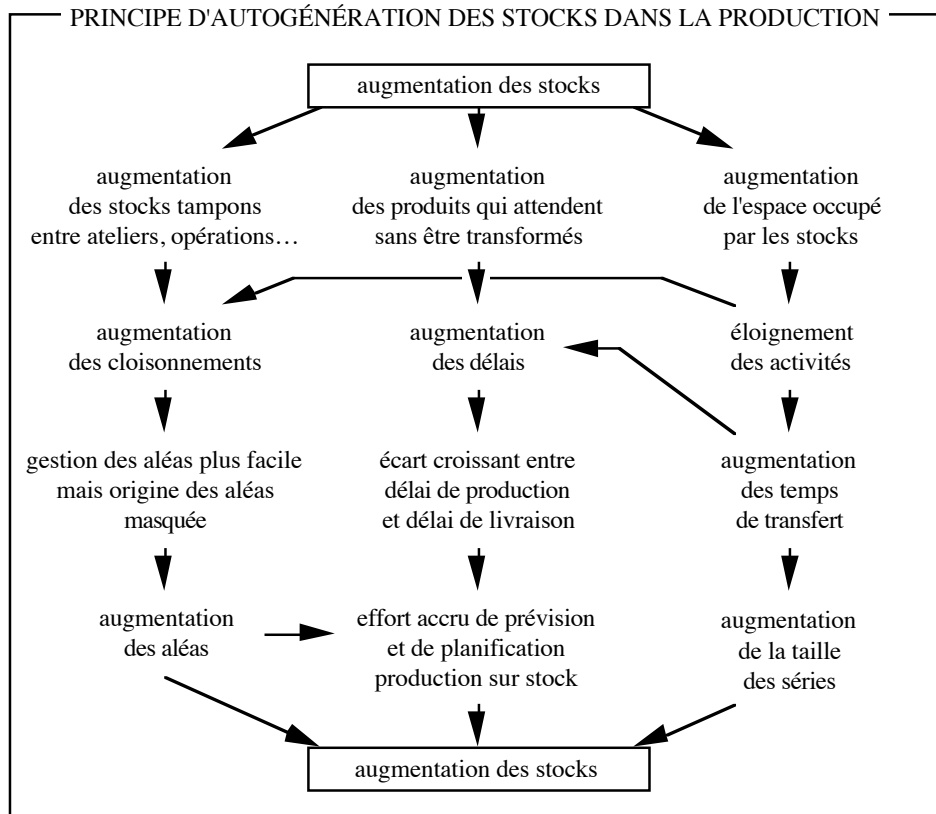 PRINCIPE D'AUTOGÉNÉRATION DES STOCKS DANS LA PRODUCTION
augmentation des stocks
augmentation
des stocks tampons
entre ateliers, opérations…
augmentation
des produits qui attendent
sans être transformés
augmentation
de l'espace occupé
par les stocks
augmentation
des cloisonnements
augmentation
des délais
éloignement
des activités
gestion des aléas plus facile
mais origine des aléas
masquée
écart croissant entre
délai de production
et délai de livraison
augmentation
des temps
de transfert
augmentation
des aléas
effort accru de prévision
et de planification
production sur stock
augmentation
de la taille
des séries
augmentation des stocks